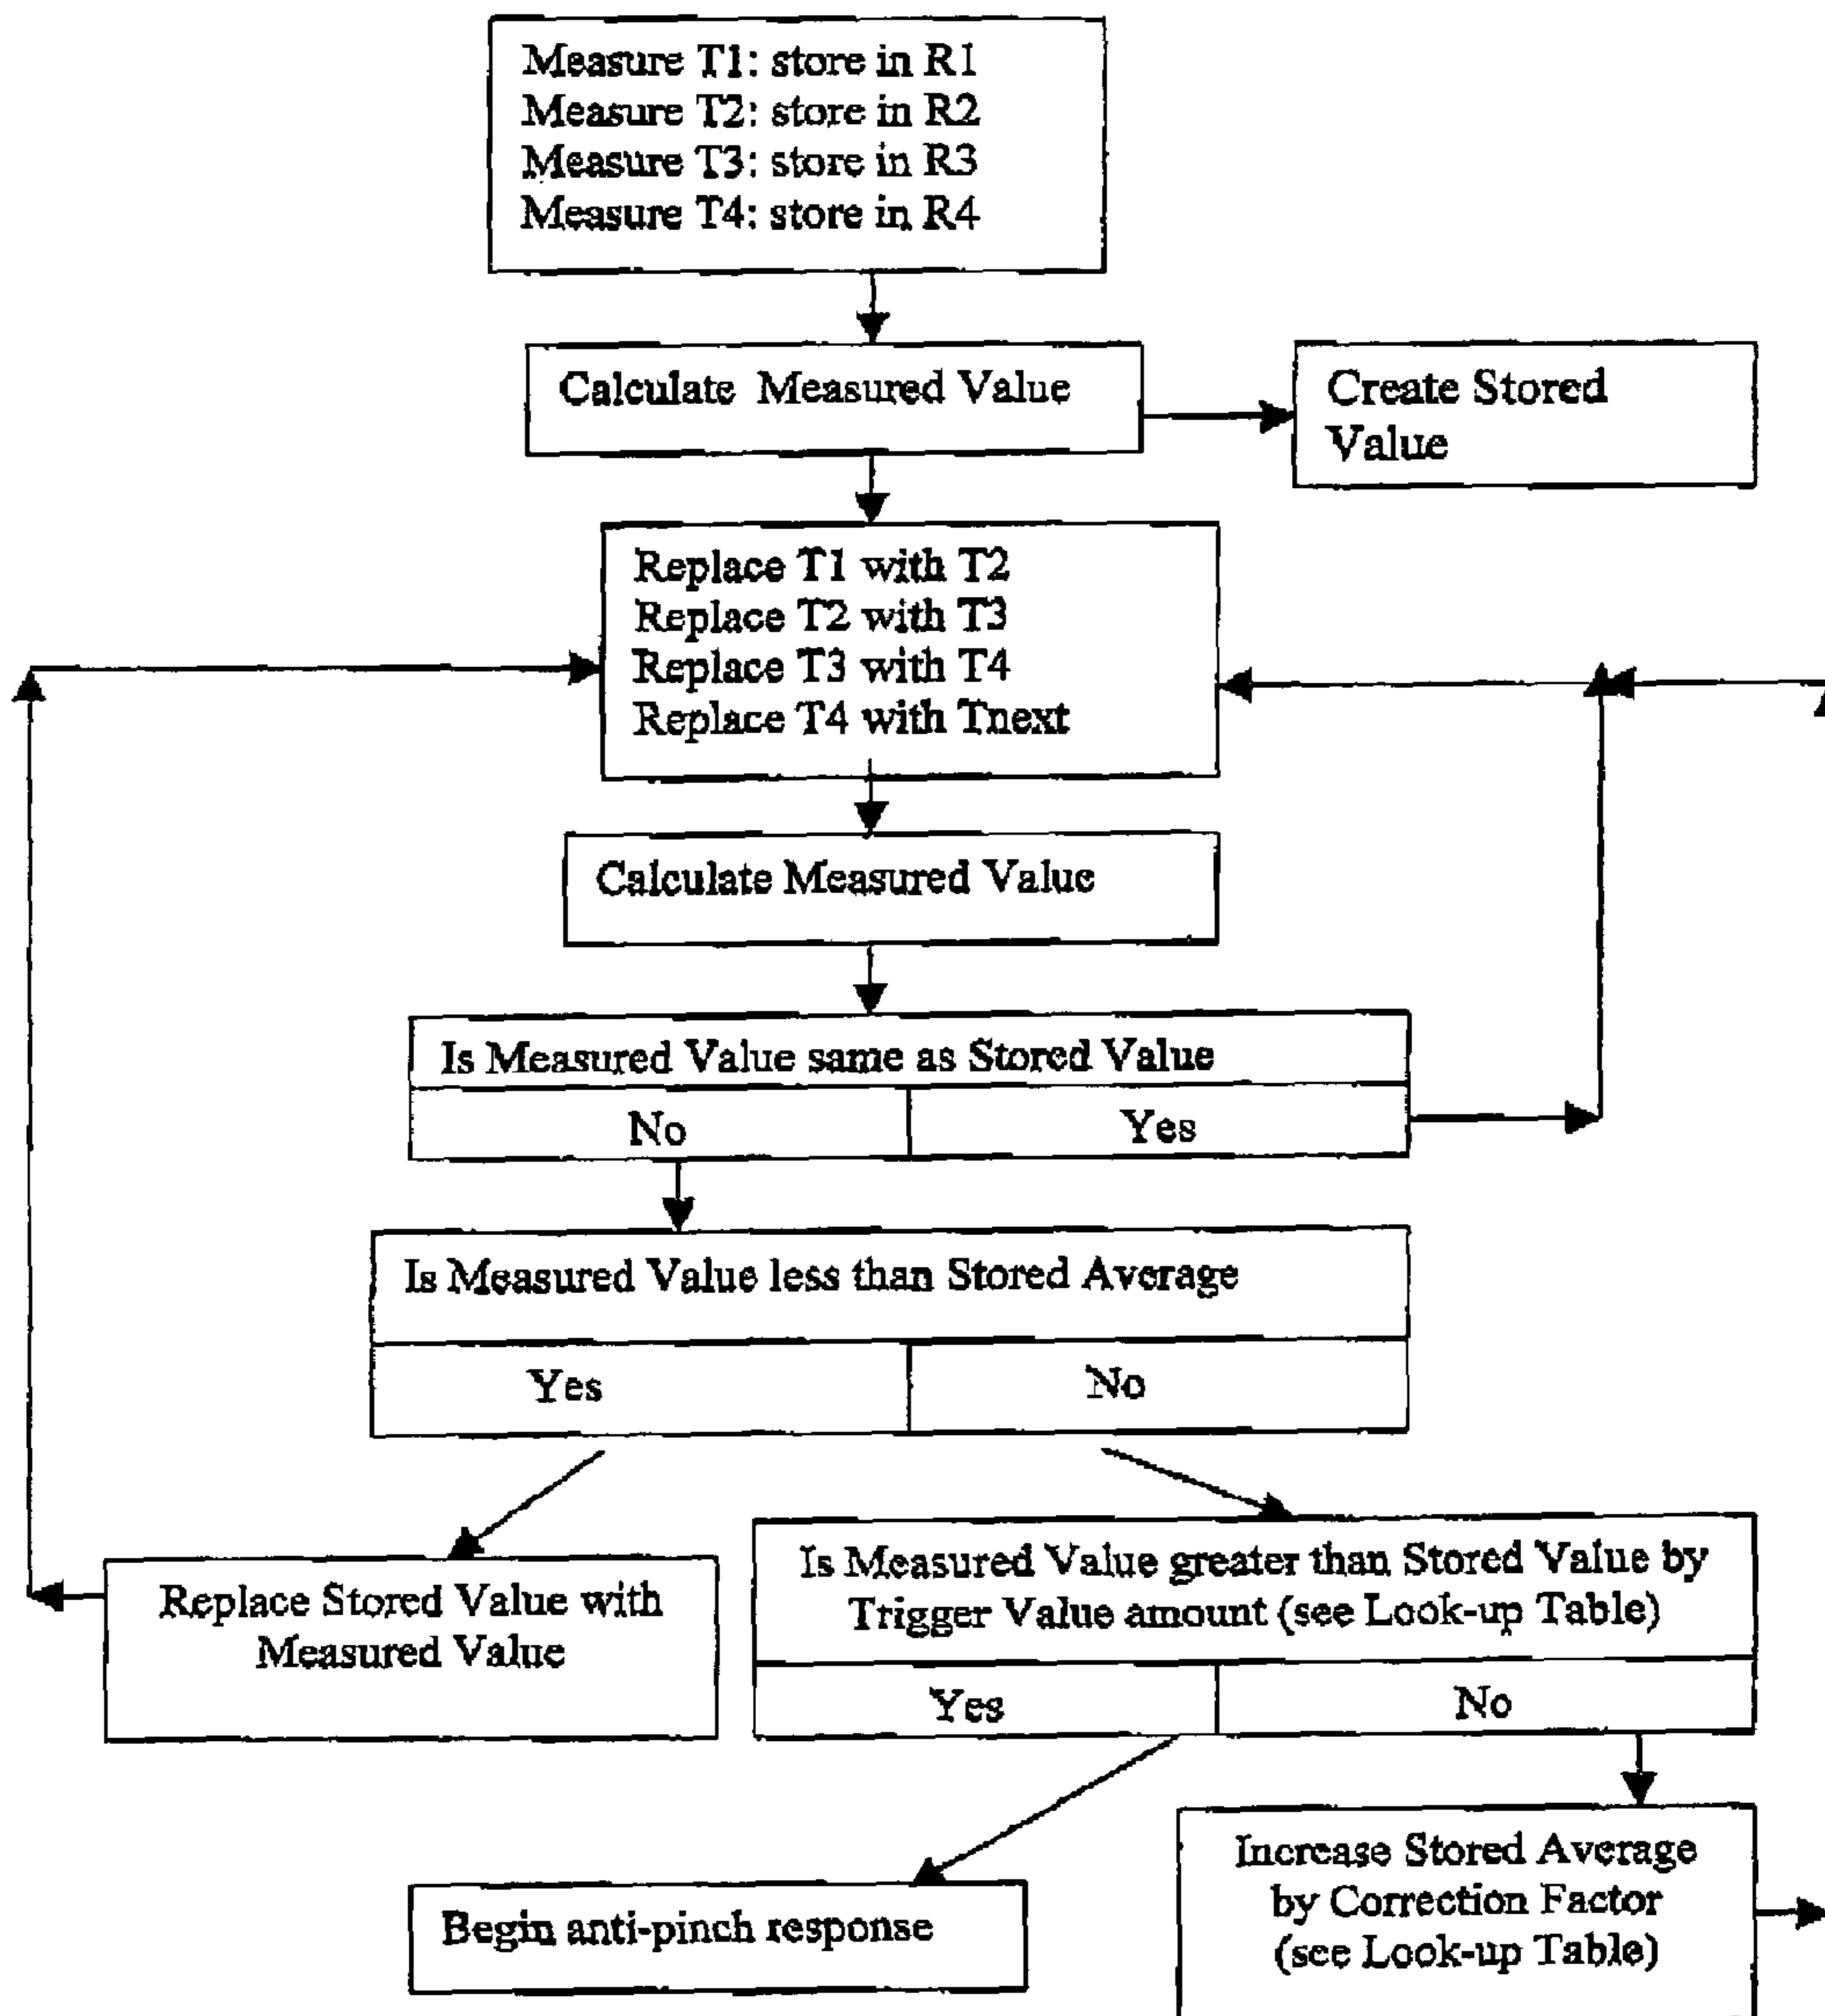 Measure T1: store in R1
Measure T2: store in R2
Measure T3: store in R3
Measure T4: store in R4
Calculate Measured Value
Create Stored
Value
Replace T1 with T2
Replace T2 with T3
Replace T3 with T4
Replace T4 with Tnext
Calculate Measured Value
Is Measured Value same as Stored Value
No
Yes
Is Measured Value less than Stored Average
Yes
No
Replace Stored Value with
Measured Value
Is Measured Value greater than Stored Value by
Trigger Value amount (see Look-up Table)
Yes
No
Begin anti-pinch response
Increase Stored Average
by Correction Factor
(see Look-up Table)